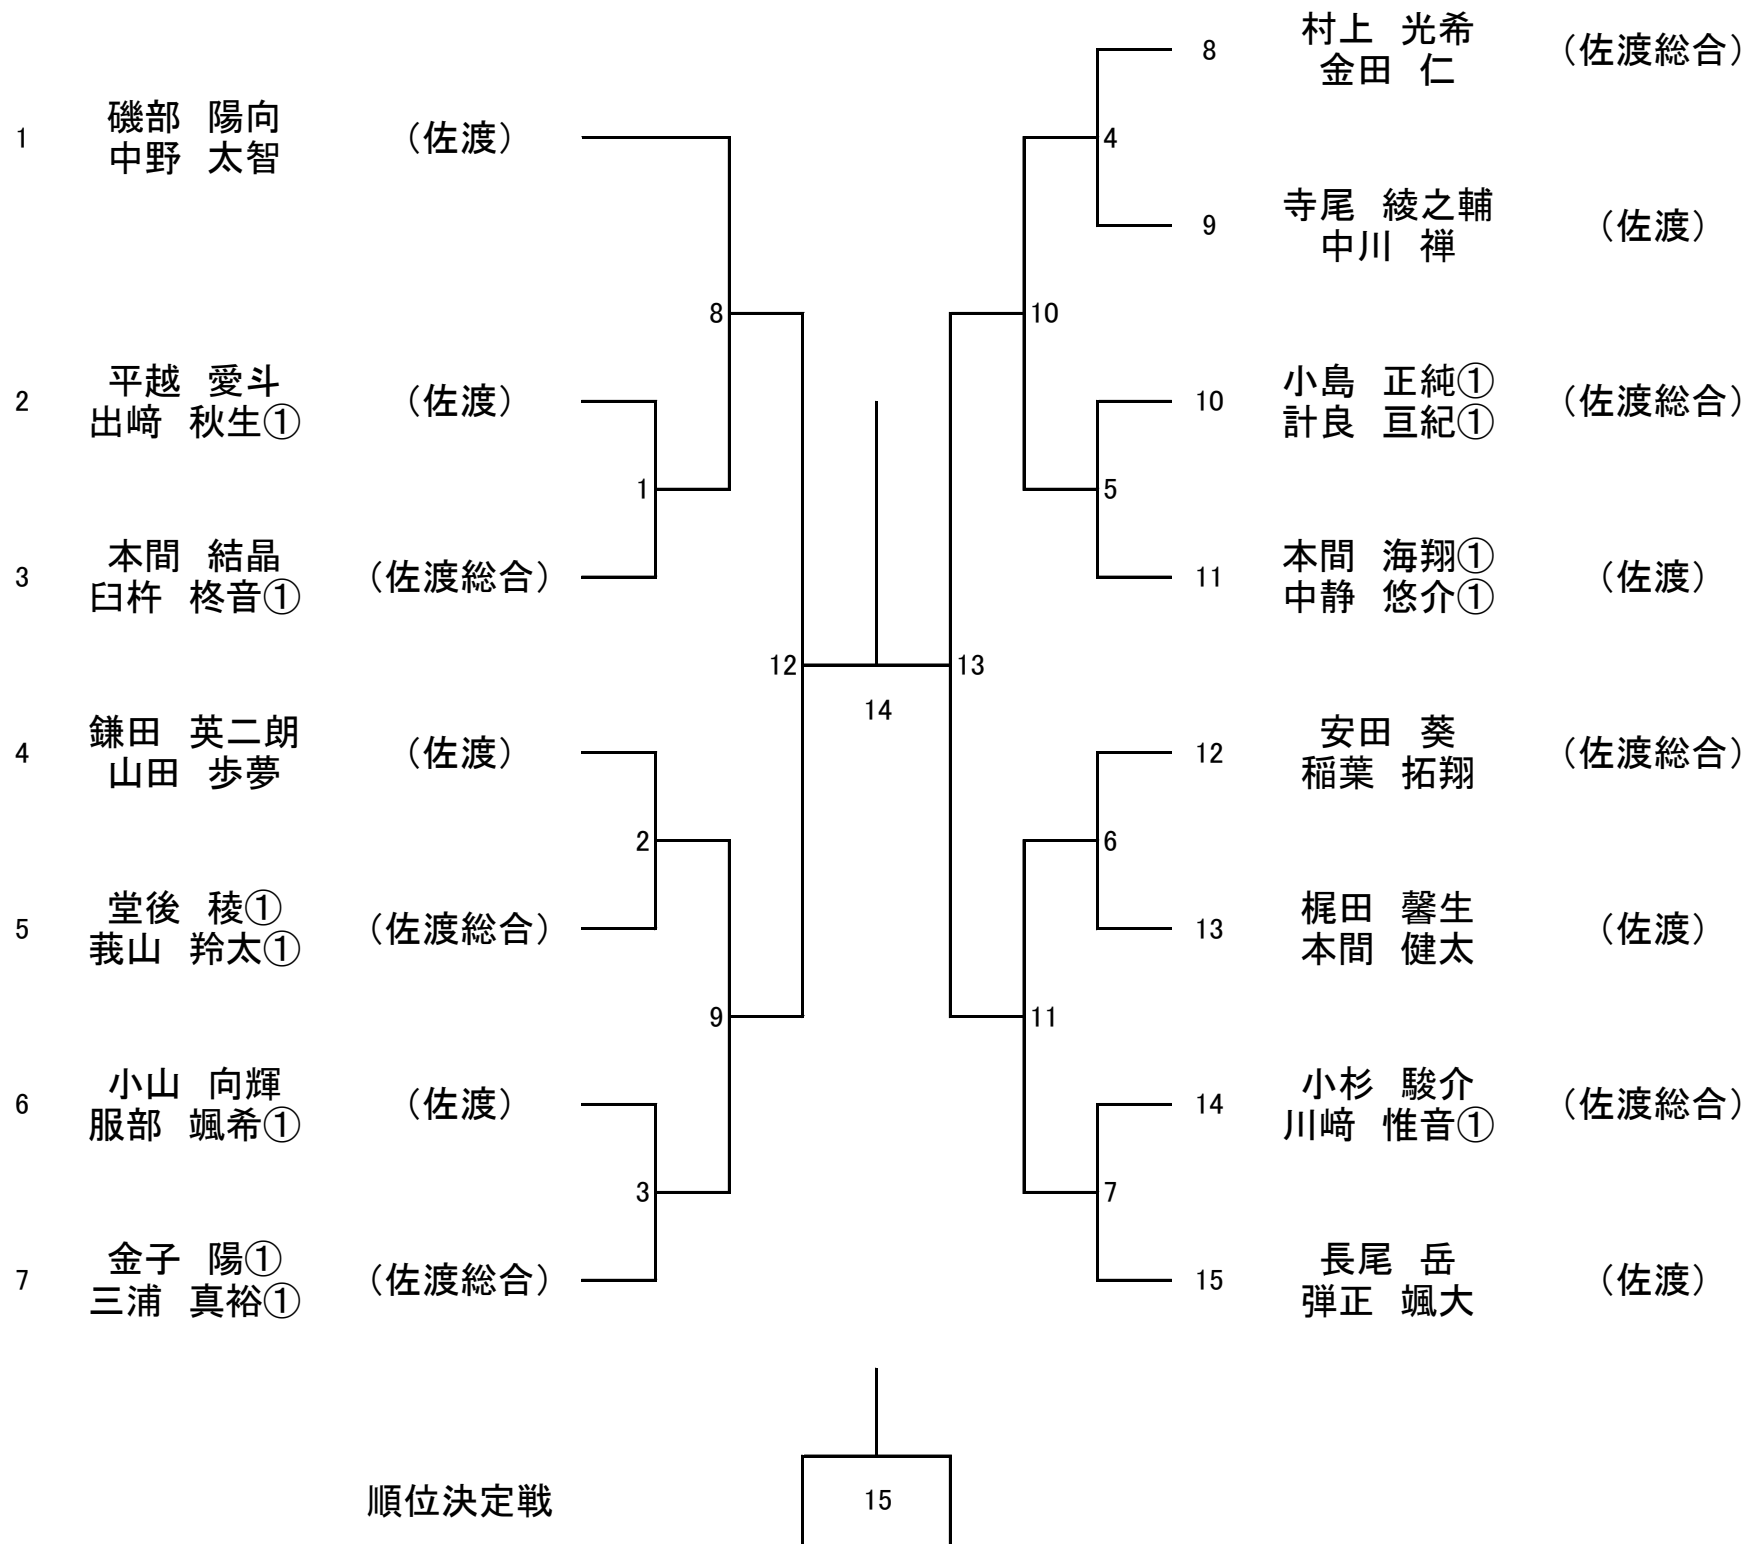 1 磯部 陽向 (佐渡)
中野 太智
2 平越 愛斗 (佐渡)
出﨑 秋生①
3 本間 結晶 (佐渡総合)
臼杵 柊音①
4 鎌田 英二朗 (佐渡)
山田 歩夢
5 堂後 稜① (佐渡総合)
莪山 羚太①
6 小山 向輝 (佐渡)
服部 颯希①
7 金子 陽① (佐渡総合)
三浦 真裕①
8
1
2
9
3
12
14
13
4
10
5
6
11
7
8 村上 光希 (佐渡総合)
金田 仁
9 寺尾 綾之輔 (佐渡)
中川 禅
10 小島 正純① (佐渡総合)
計良 亘紀①
11 本間 海翔① (佐渡)
中静 悠介①
12 安田 葵 (佐渡総合)
稲葉 拓翔
13 梶田 馨生 (佐渡)
本間 健太
14 小杉 駿介 (佐渡総合)
川﨑 惟音①
15 長尾 岳 (佐渡)
弾正 颯大
順位決定戦 15